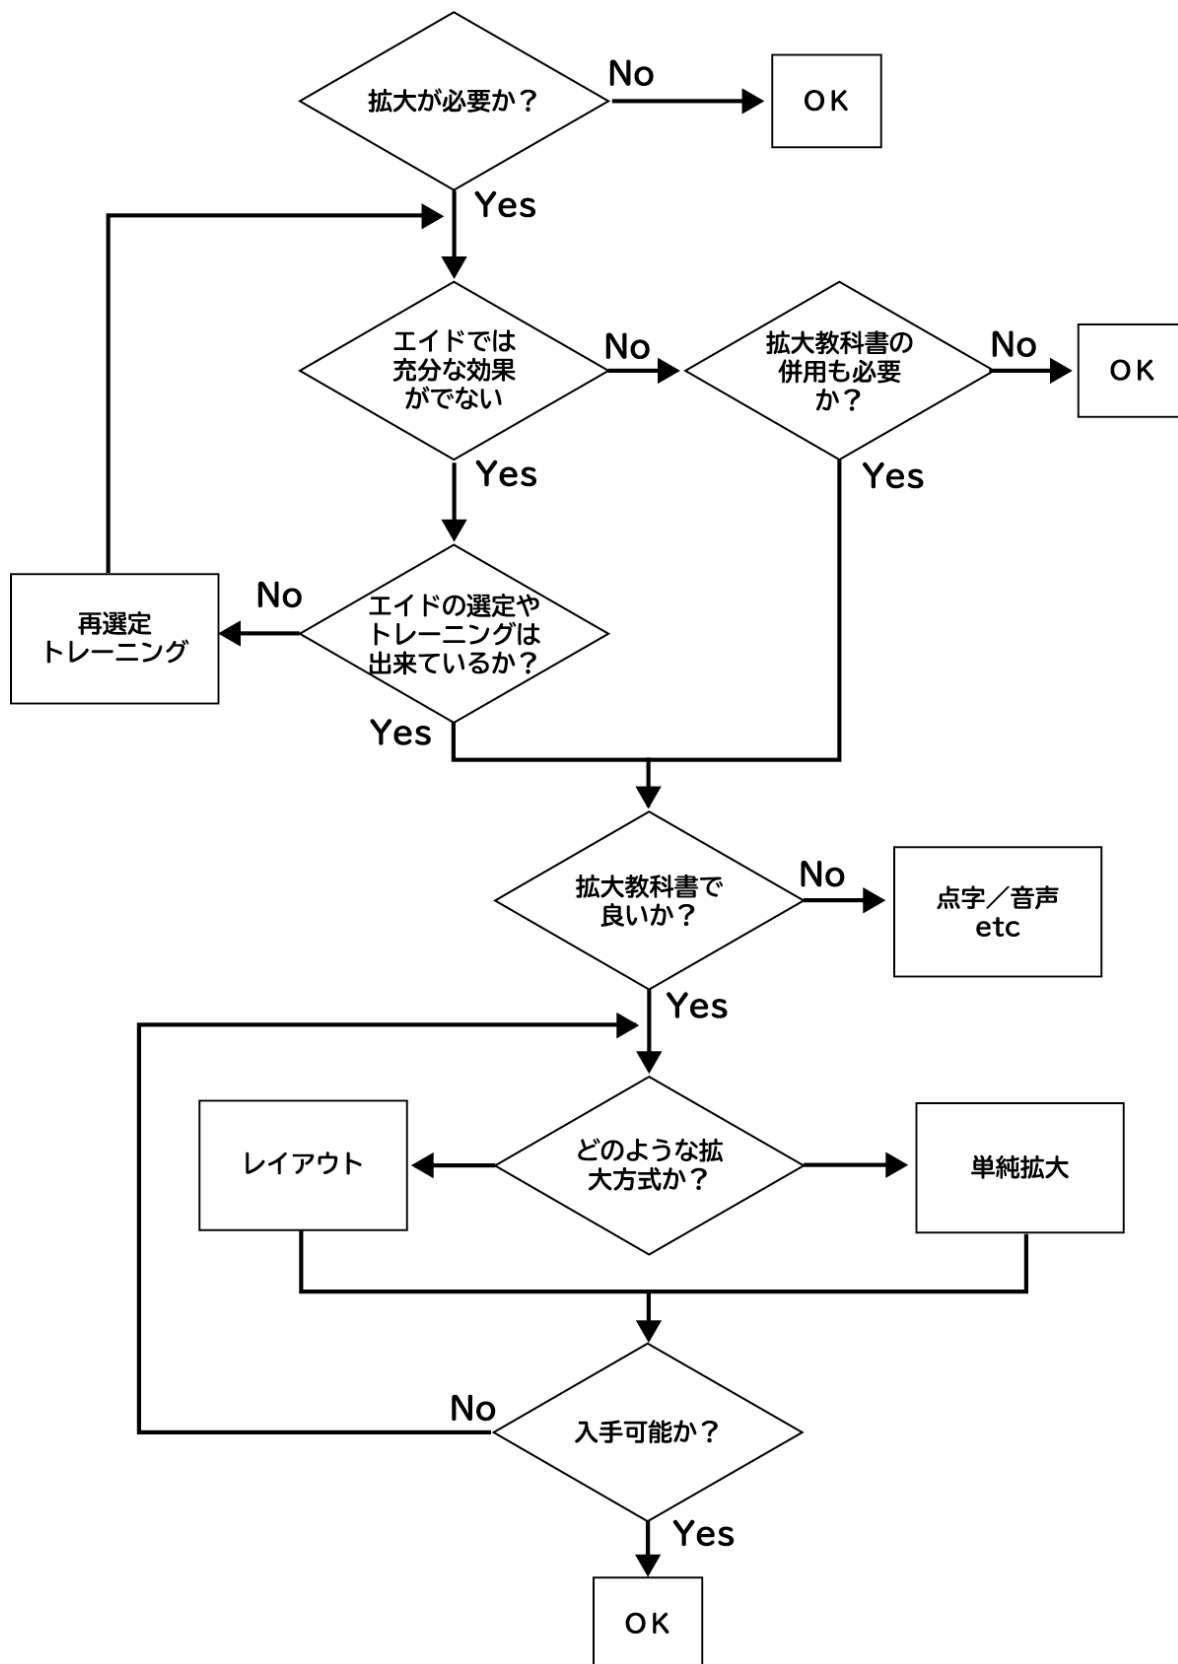 拡大が必要か？
No
OK
Yes
エイドでは
充分な効果
がでない
No
拡大教科書の
併用も必要
か？
No
OK
Yes
Yes
エイドの選定や
トレーニングは
出来ているか？
No
再選定
トレーニング
Yes
拡大教科書で
良いか？
No
点字／音声
etc
Yes
どのような拡
大方式か？
レイアウト
単純拡大
入手可能か？
No
Yes
OK